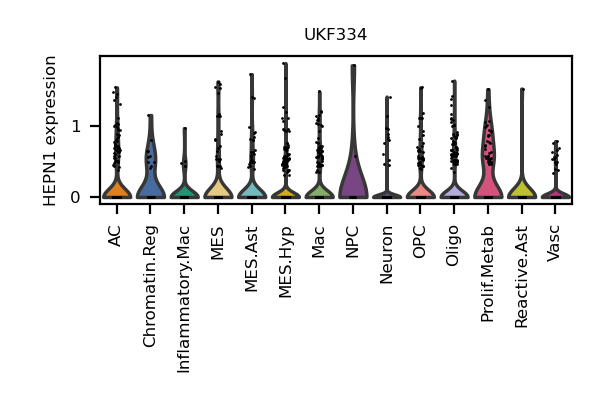 UKF334
HEPN1 expression
1
0
AC
Chromatin.Reg
Inflammatory.Mac
MES
MES.Ast
MES.Hyp
Mac
NPC
Neuron
OPC
Oligo
Prolif.Metab
Reactive.Ast
Vasc